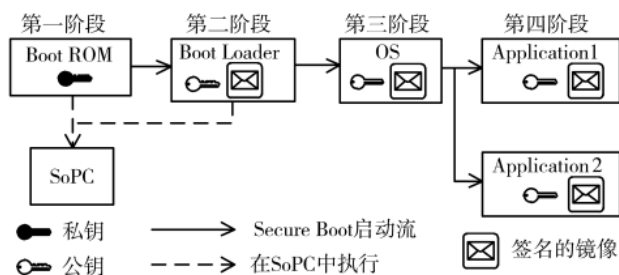 第一阶段 第二阶段 第三阶段 第四阶段
Boot ROM Boot Loader OS Application1
SoPC Application 2
私钥 Secure Boot启动流
公钥 在SoPC中执行 签名的镜像